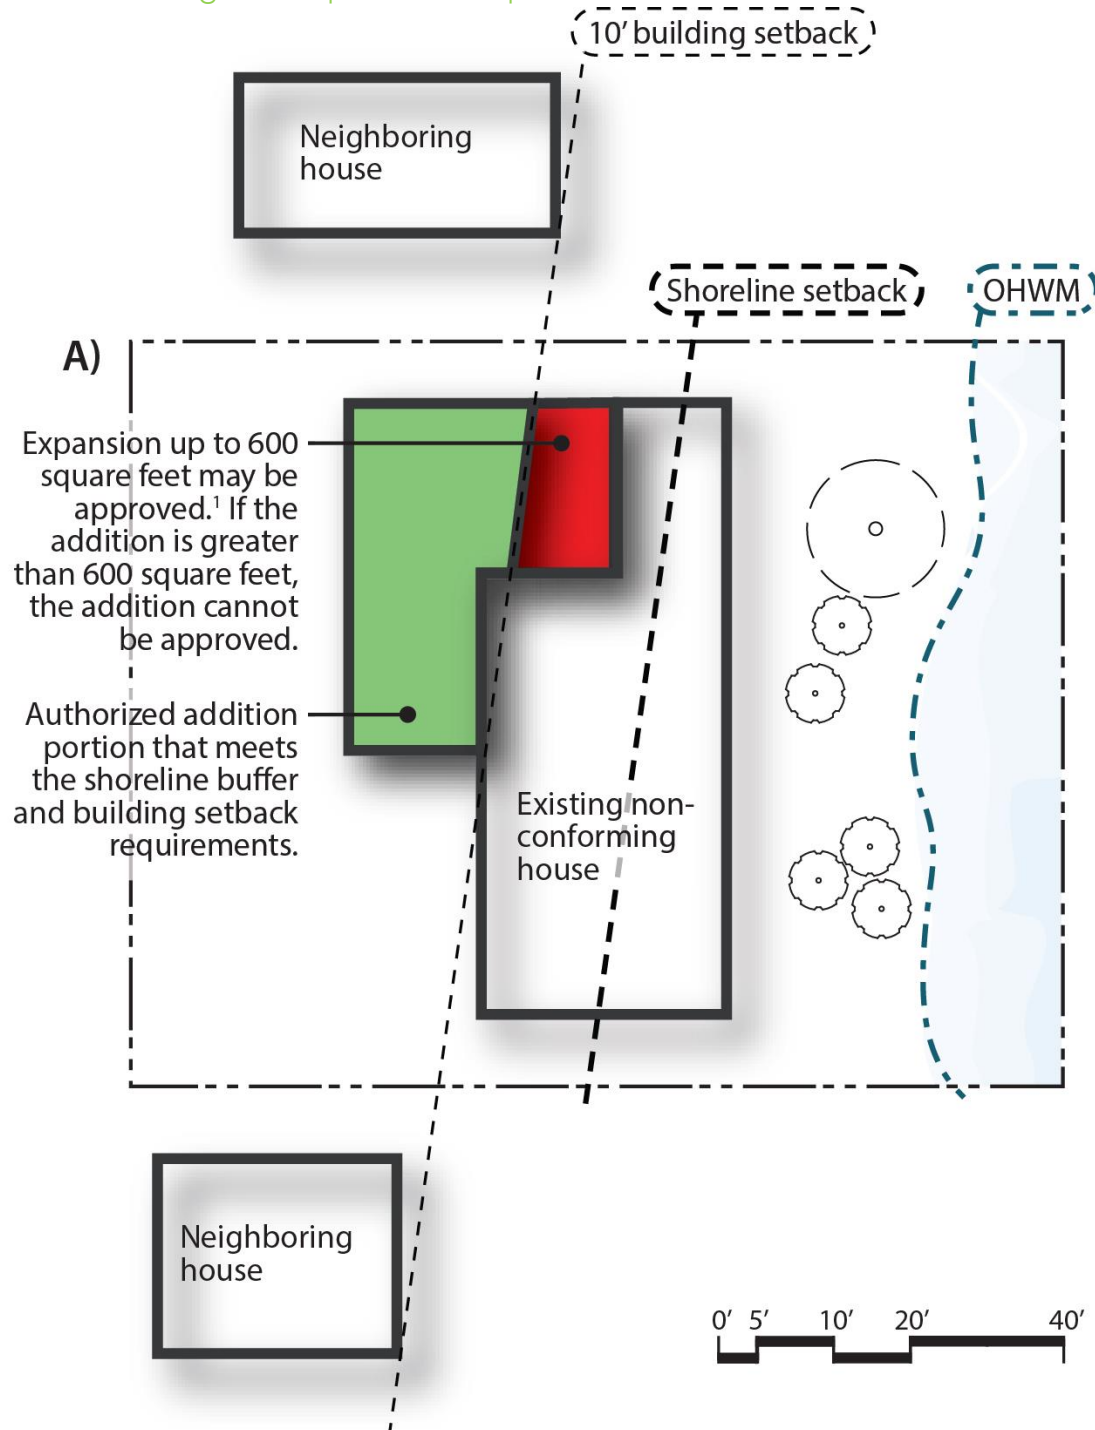 10’ building setback
Neighboring
house
Shoreline setback
OHWM
A)
Expansion up to 600
square feet may be
approved.¹ If the
addition is greater
than 600 square feet,
the addition cannot
be approved.
Authorized addition
portion that meets
the shoreline buffer
and building setback
requirements.
Existing non-
conforming
house
Neighboring
house
0’ 5’ 10’ 20’ 40’